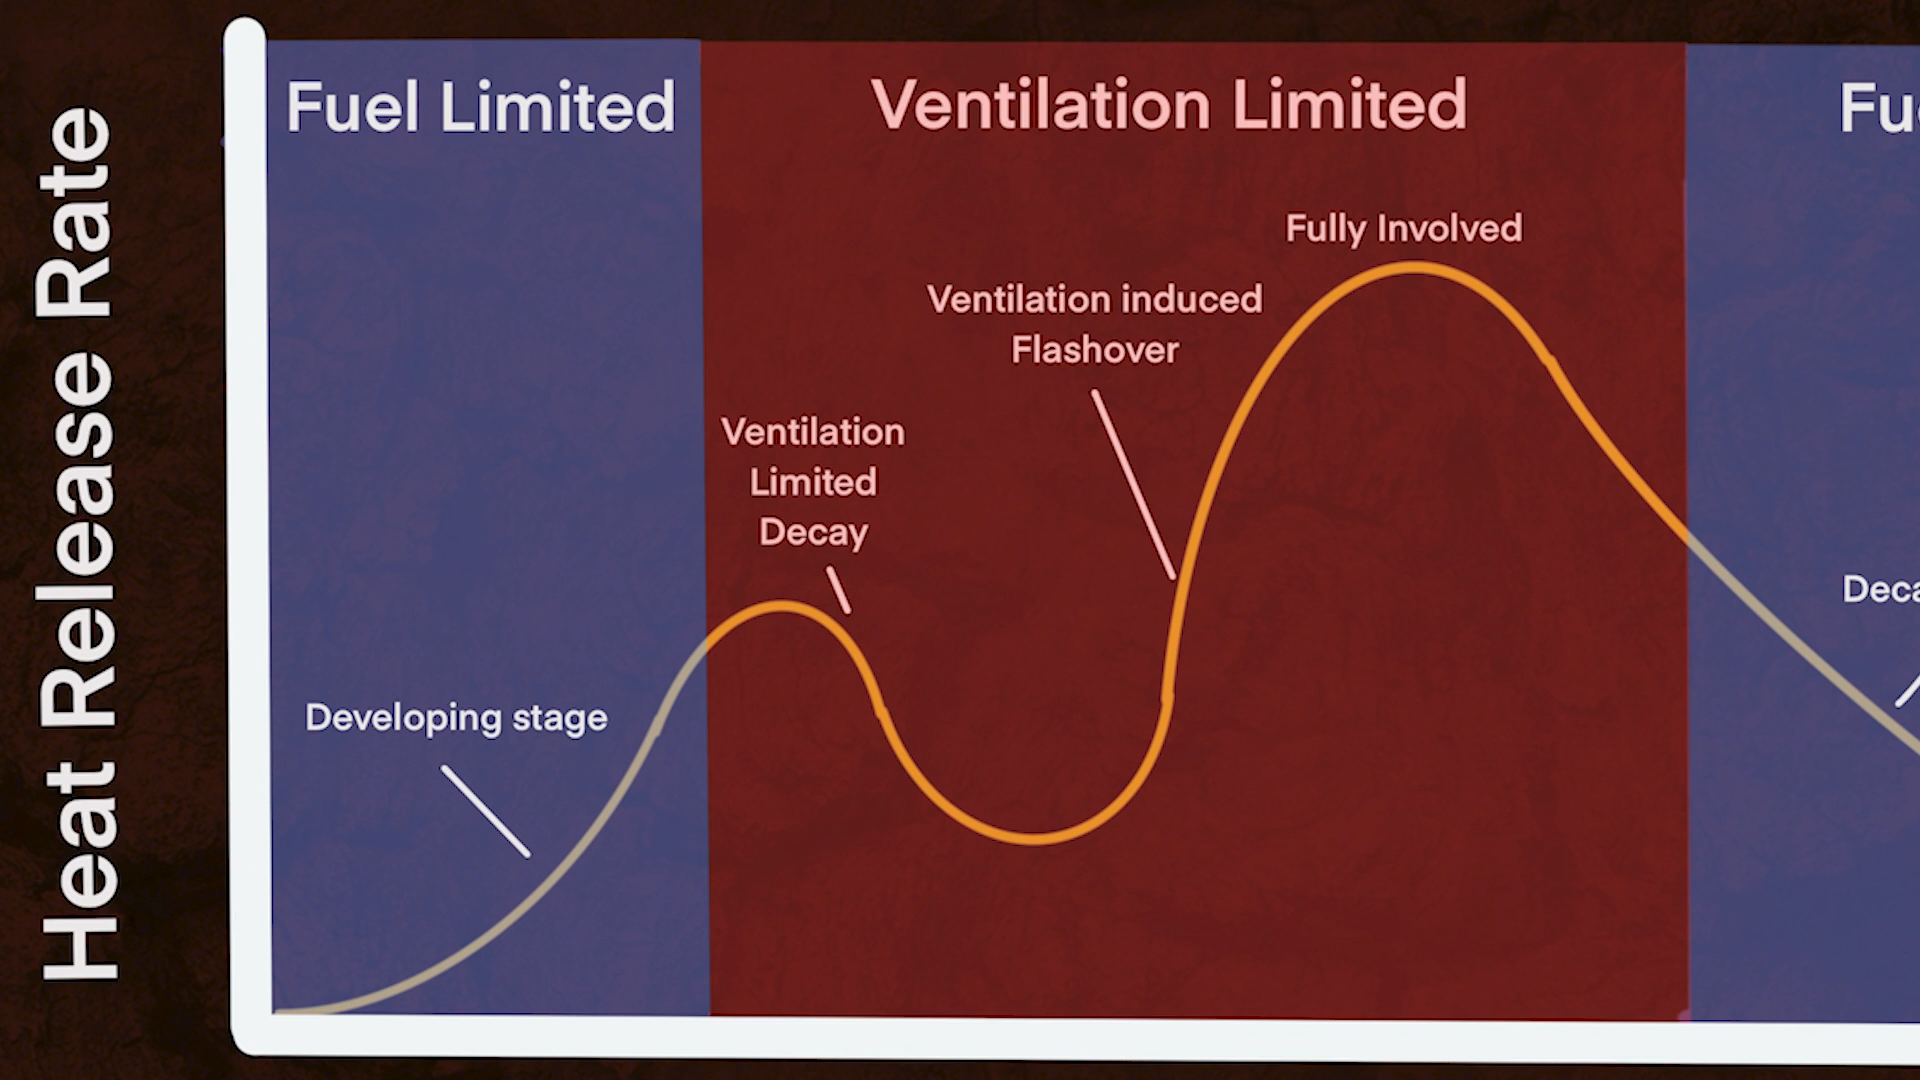 Heat Release Rate
Fuel Limited
Ventilation Limited
Fully Involved
Ventilation induced
Flashover
Ventilation
Limited
Decay
Developing stage